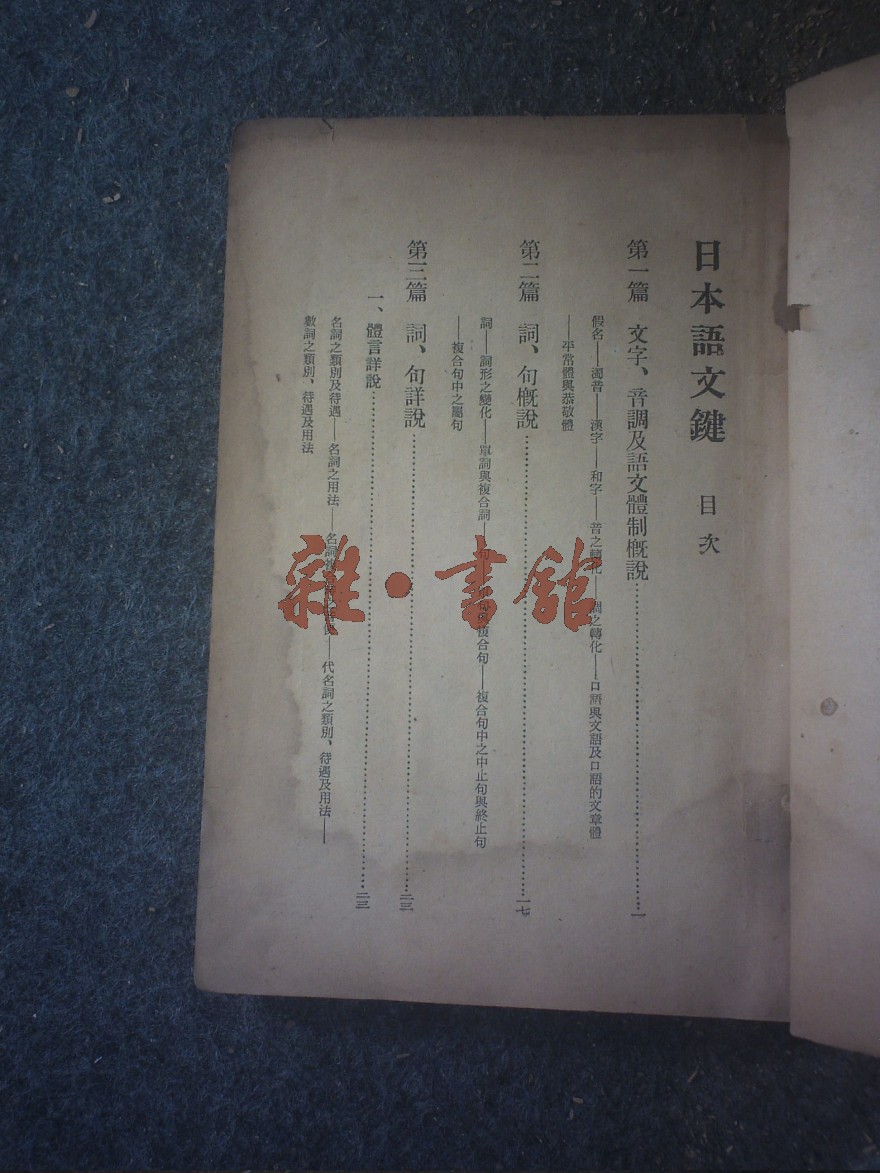 日本語文鍵 目次
第一篇 文字、音調及語文體制概說…………一
假名——濁音——漢字——和字——音之轉化——調之轉化——口語與文語及口語的文章體
——平常體與恭敬體
第二篇 詞、句概說…………一七
詞——詞形之變化——單詞與複合詞——句——與複合句——複合句中之中止句與終止句
——複合句中之屬句
第三篇 詞、句詳說…………二三
一、體言詳說…………二三
名詞之類別及待遇——名詞之用法——名詞——代名詞之類別、待遇及用法——
數詞之類別、待遇及用法
雜·書館